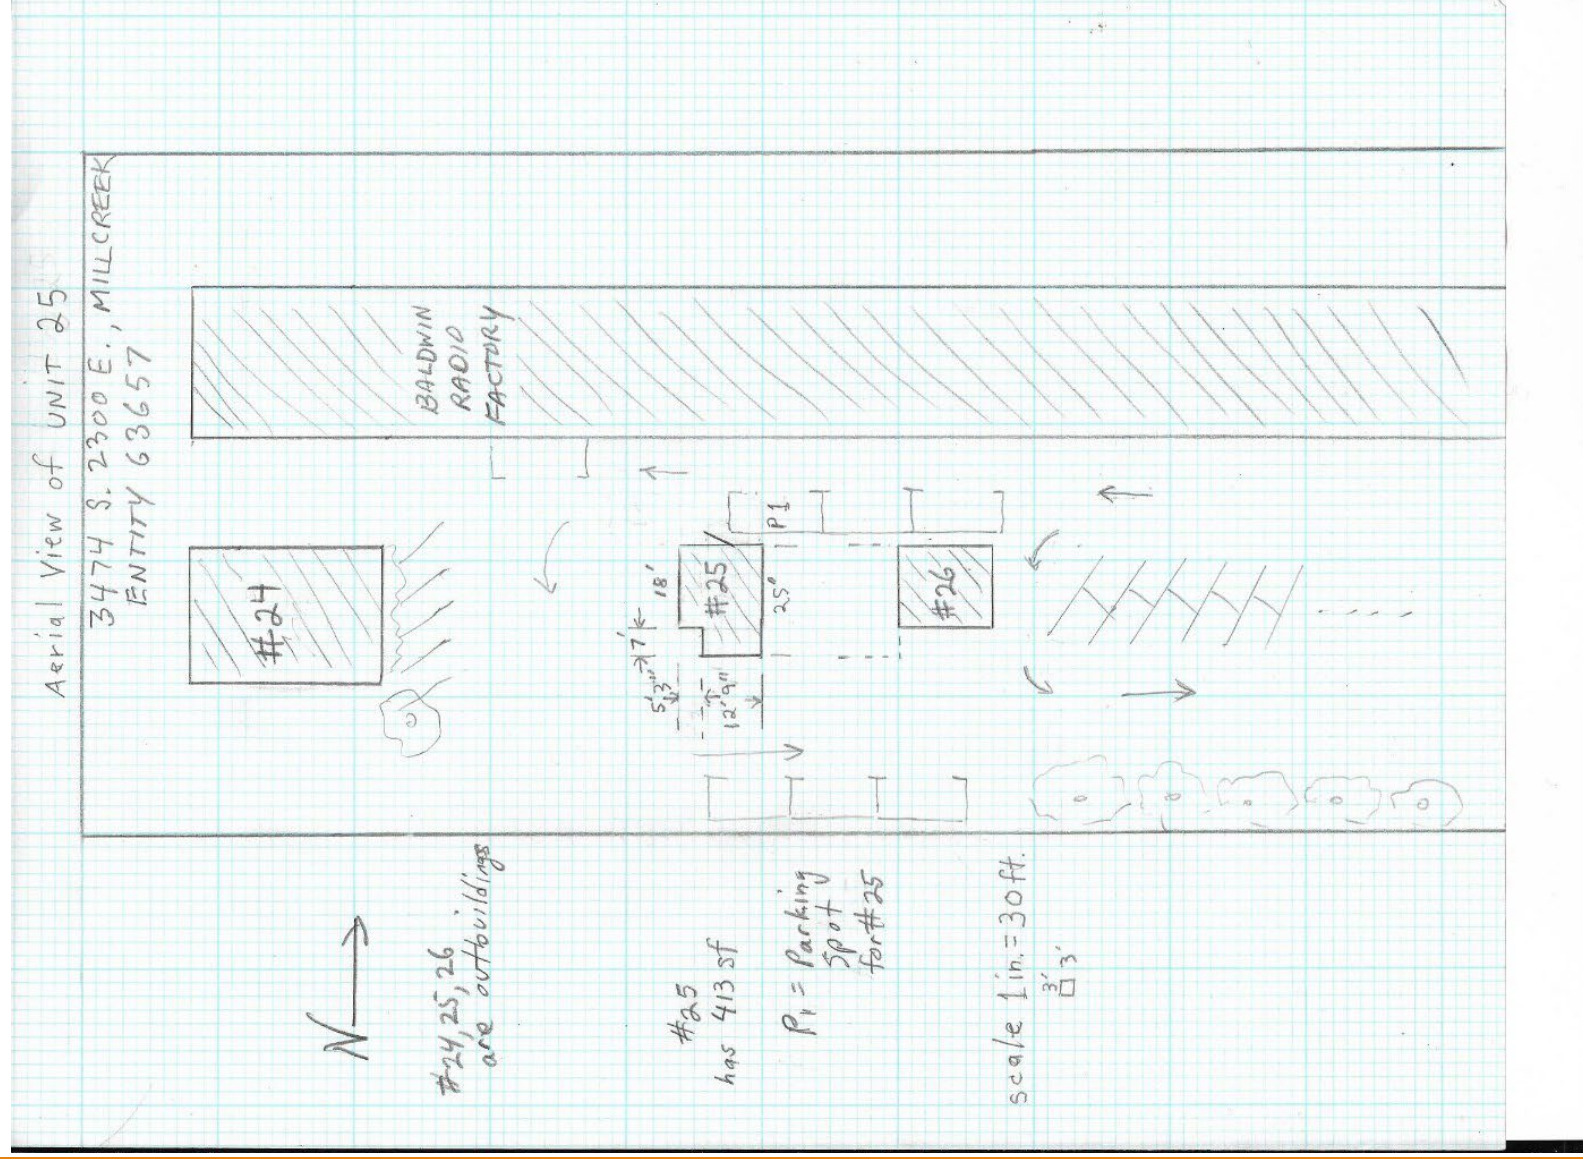 Aerial View of UNIT 25
3474 S. 2300 E., MILLCREEK
ENTITY 63657
BALDWIN
RADIO
FACTORY
#24
#25
#26
P1
18'
25'
7'
5'3"
12'9"
N
#24, 25, 26
are outbuildings
#25
has 413 sf
P1 = Parking
Spot
for #25
scale 1 in. = 30 ft.
3'
3'